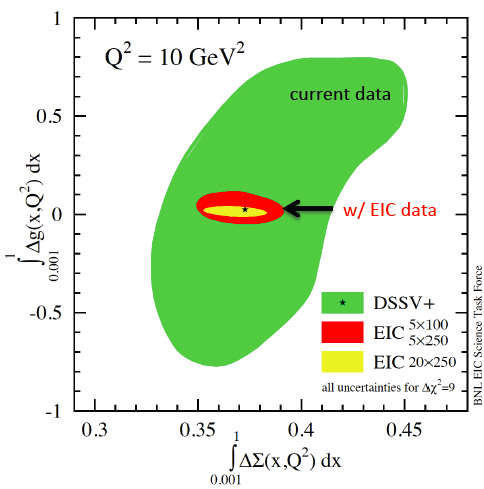 1
Q² = 10 GeV²
current data
0.5
0
w/ EIC data
-0.5
-1
∫ Δg(x,Q²) dx
1
0.001
DSSV+
EIC 5×100
5×250
EIC 20×250
all uncertainties for Δχ²=9
BNL EIC Science Task Force
0.3 0.35 0.4 0.45
1
∫ ΔΣ(x,Q²) dx
0.001